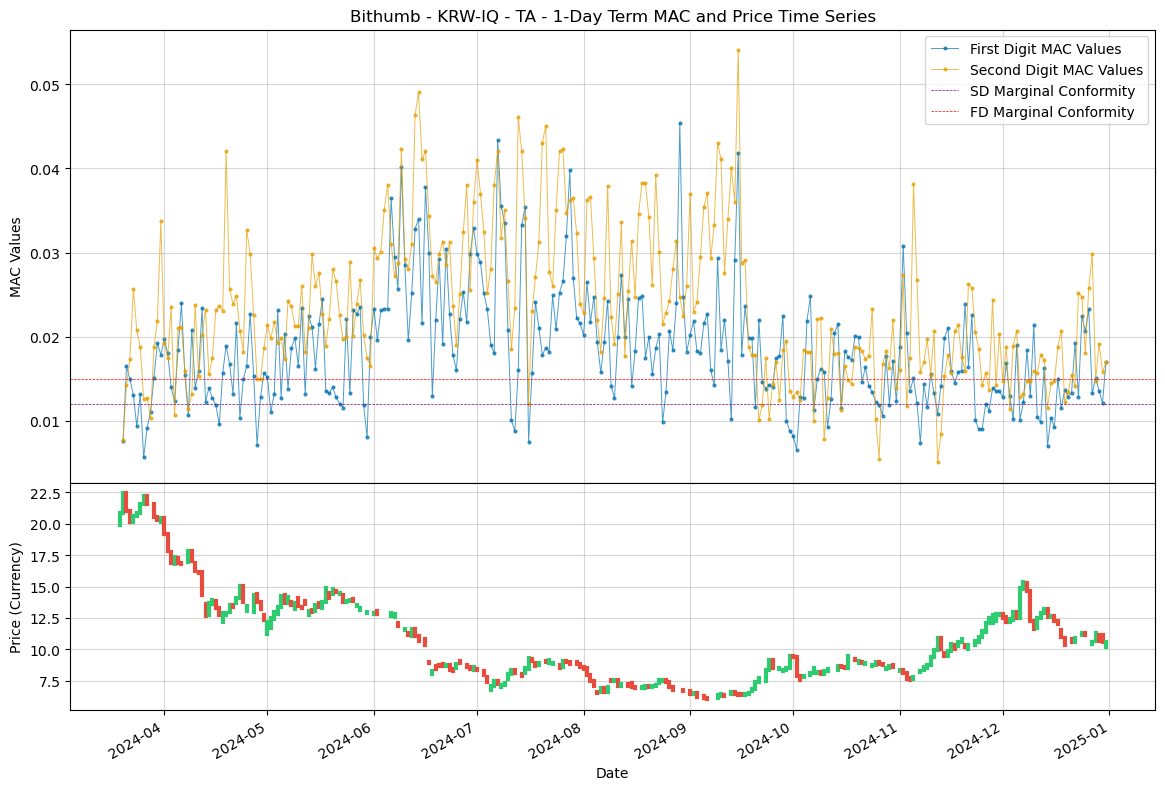 Bithumb - KRW-IQ - TA - 1-Day Term MAC and Price Time Series
First Digit MAC Values
Second Digit MAC Values
SD Marginal Conformity
FD Marginal Conformity
MAC Values
0.05
0.04
0.03
0.02
0.01
Price (Currency)
22.5
20.0
17.5
15.0
12.5
10.0
7.5
2024-04
2024-05
2024-06
2024-07
2024-08
2024-09
2024-10
2024-11
2024-12
2025-01
Date